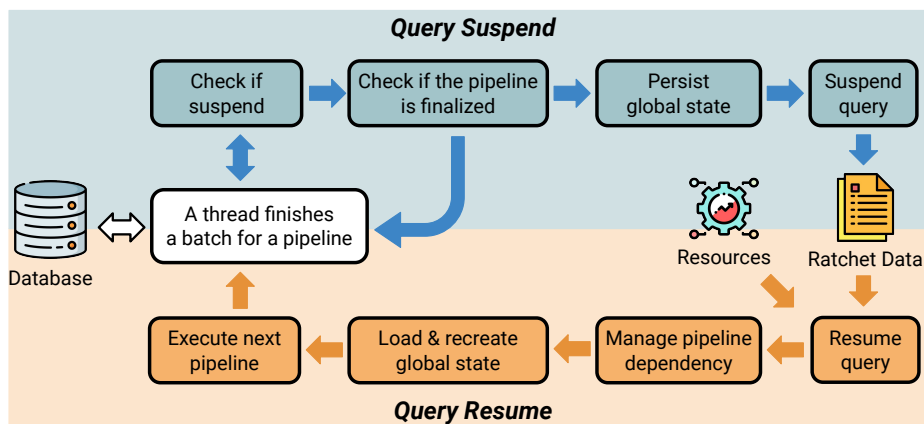 Query Suspend
Check if
suspend
Check if the pipeline
is finalized
Persist
global state
Suspend
query
A thread finishes
a batch for a pipeline
Database
Resources
Ratchet Data
Execute next
pipeline
Load & recreate
global state
Manage pipeline
dependency
Resume
query
Query Resume